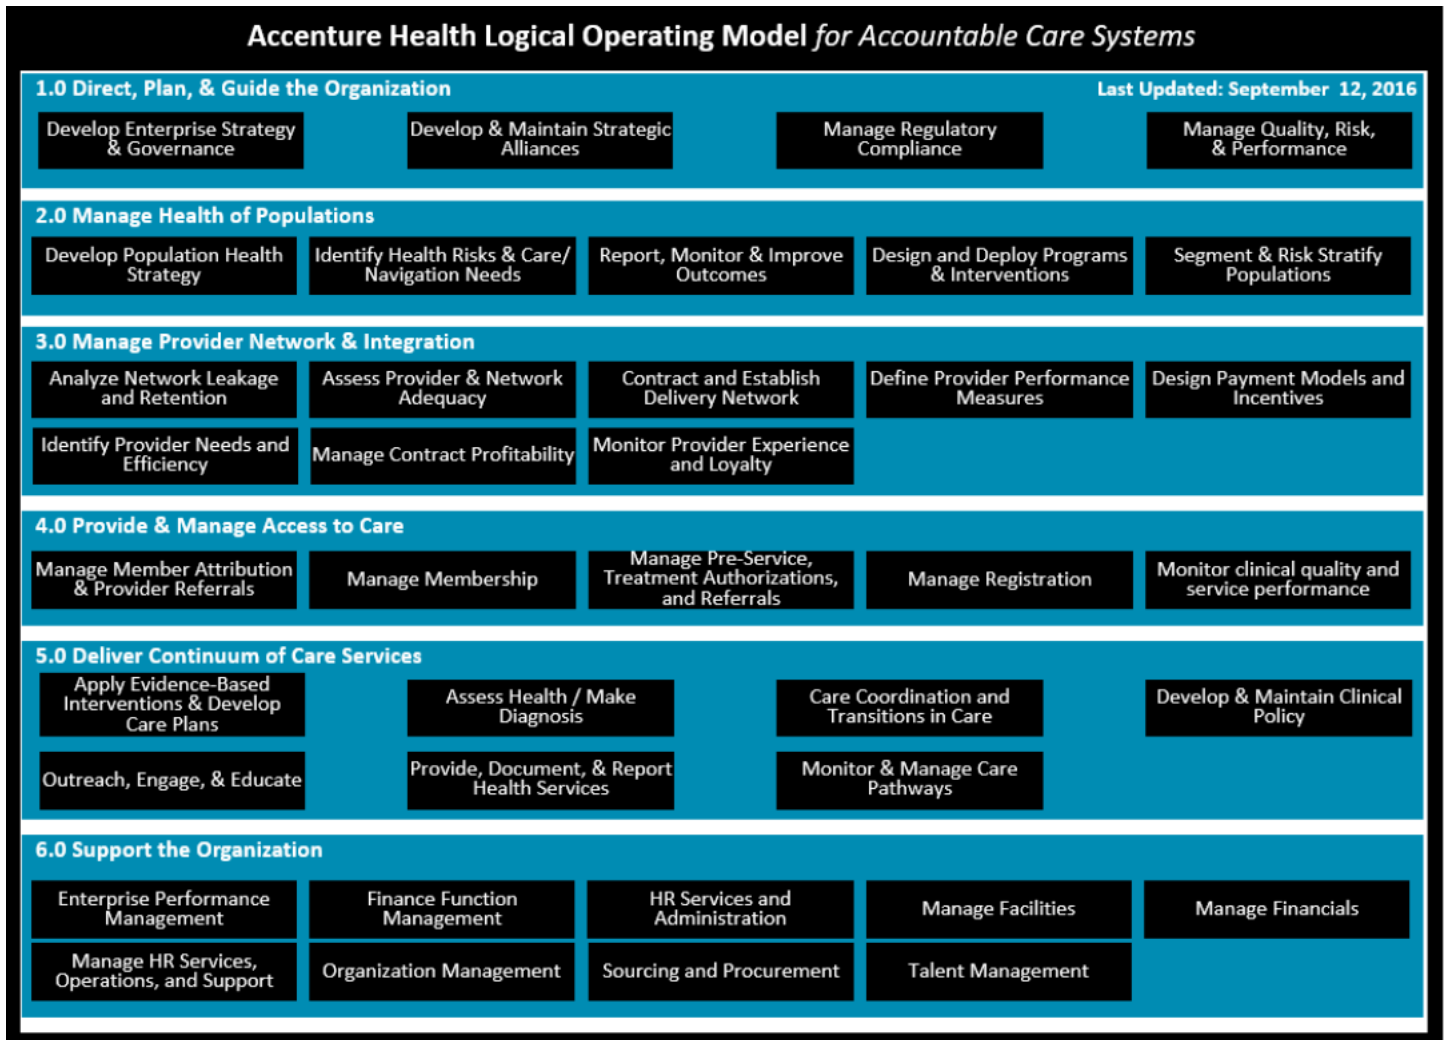 Accenture Health Logical Operating Model for Accountable Care Systems
1.0 Direct, Plan, & Guide the Organization
Last Updated: September 12, 2016
Develop Enterprise Strategy
& Governance
Develop & Maintain Strategic
Alliances
Manage Regulatory
Compliance
Manage Quality, Risk,
& Performance
2.0 Manage Health of Populations
Develop Population Health
Strategy
Identify Health Risks & Care/
Navigation Needs
Report, Monitor & Improve
Outcomes
Design and Deploy Programs
& Interventions
Segment & Risk Stratify
Populations
3.0 Manage Provider Network & Integration
Analyze Network Leakage
and Retention
Assess Provider & Network
Adequacy
Contract and Establish
Delivery Network
Define Provider Performance
Measures
Design Payment Models and
Incentives
Identify Provider Needs and
Efficiency
Manage Contract Profitability
Monitor Provider Experience
and Loyalty
4.0 Provide & Manage Access to Care
Manage Member Attribution
& Provider Referrals
Manage Membership
Manage Pre-Service,
Treatment Authorizations,
and Referrals
Manage Registration
Monitor clinical quality and
service performance
5.0 Deliver Continuum of Care Services
Apply Evidence-Based
Interventions & Develop
Care Plans
Assess Health / Make
Diagnosis
Care Coordination and
Transitions in Care
Develop & Maintain Clinical
Policy
Outreach, Engage, & Educate
Provide, Document, & Report
Health Services
Monitor & Manage Care
Pathways
6.0 Support the Organization
Enterprise Performance
Management
Finance Function
Management
HR Services and
Administration
Manage Facilities
Manage Financials
Manage HR Services,
Operations, and Support
Organization Management
Sourcing and Procurement
Talent Management